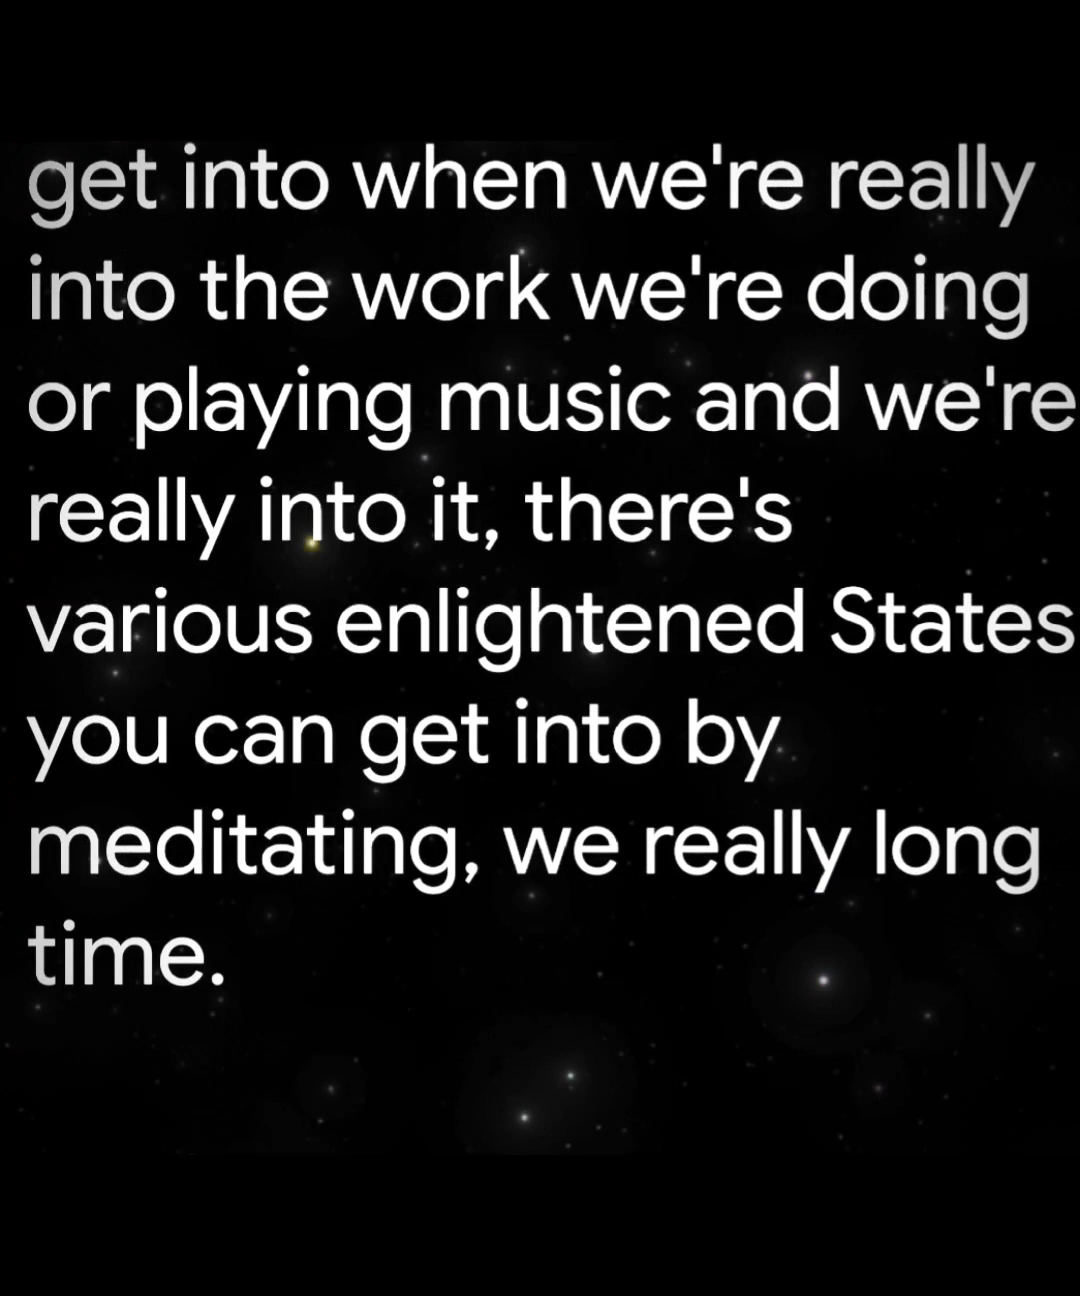 get into when we're really
into the work we're doing
or playing music and we're
really into it, there's
various enlightened States
you can get into by
meditating, we really long
time.